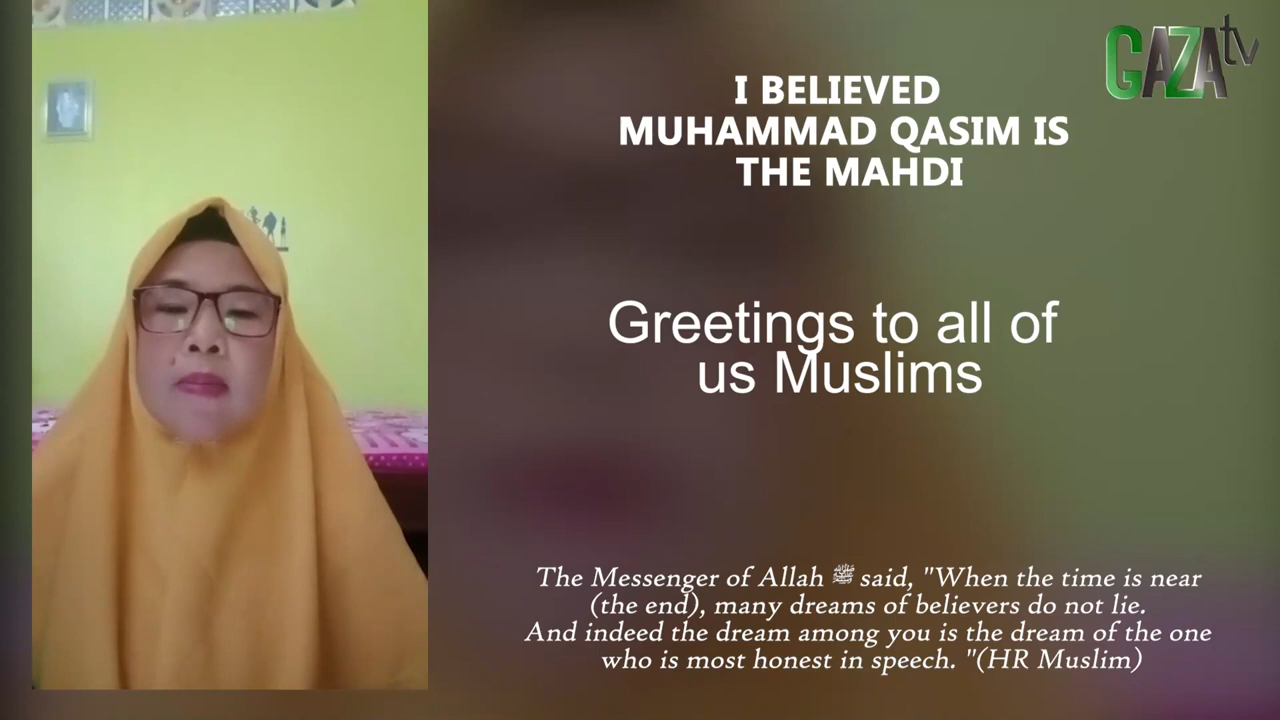 GAZAtv
I BELIEVED
MUHAMMAD QASIM IS
THE MAHDI
Greetings to all of
us Muslims
The Messenger of Allah ﷺ said, "When the time is near
(the end), many dreams of believers do not lie.
And indeed the dream among you is the dream of the one
who is most honest in speech. "(HR Muslim)